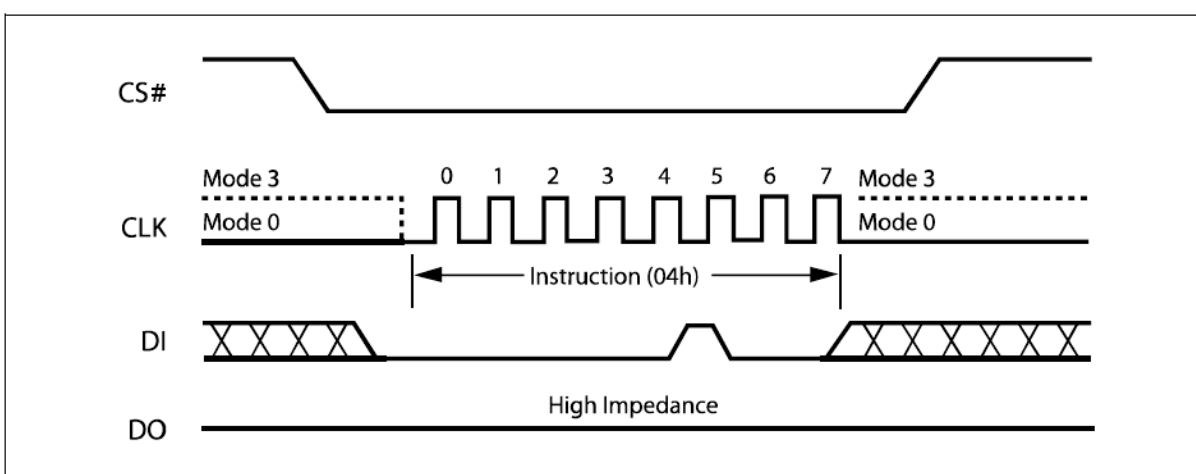 CS#
Mode 3 0 1 2 3 4 5 6 7 Mode 3
CLK Mode 0 Mode 0
Instruction (04h)
DI
High Impedance
DO